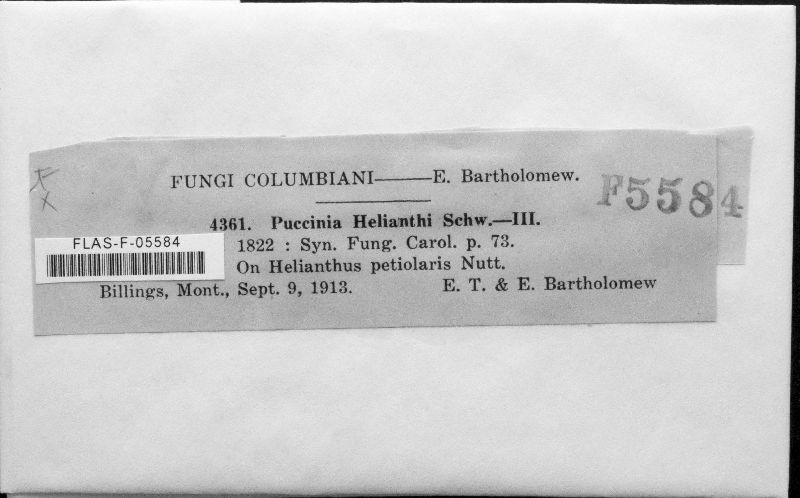 F
X
FUNGI COLUMBIANI——E. Bartholomew.
F5584
4361. Puccinia Helianthi Schw.—III.
FLAS-F-05584
1822 : Syn. Fung. Carol. p. 73.
On Helianthus petiolaris Nutt.
Billings, Mont., Sept. 9, 1913. E. T. & E. Bartholomew